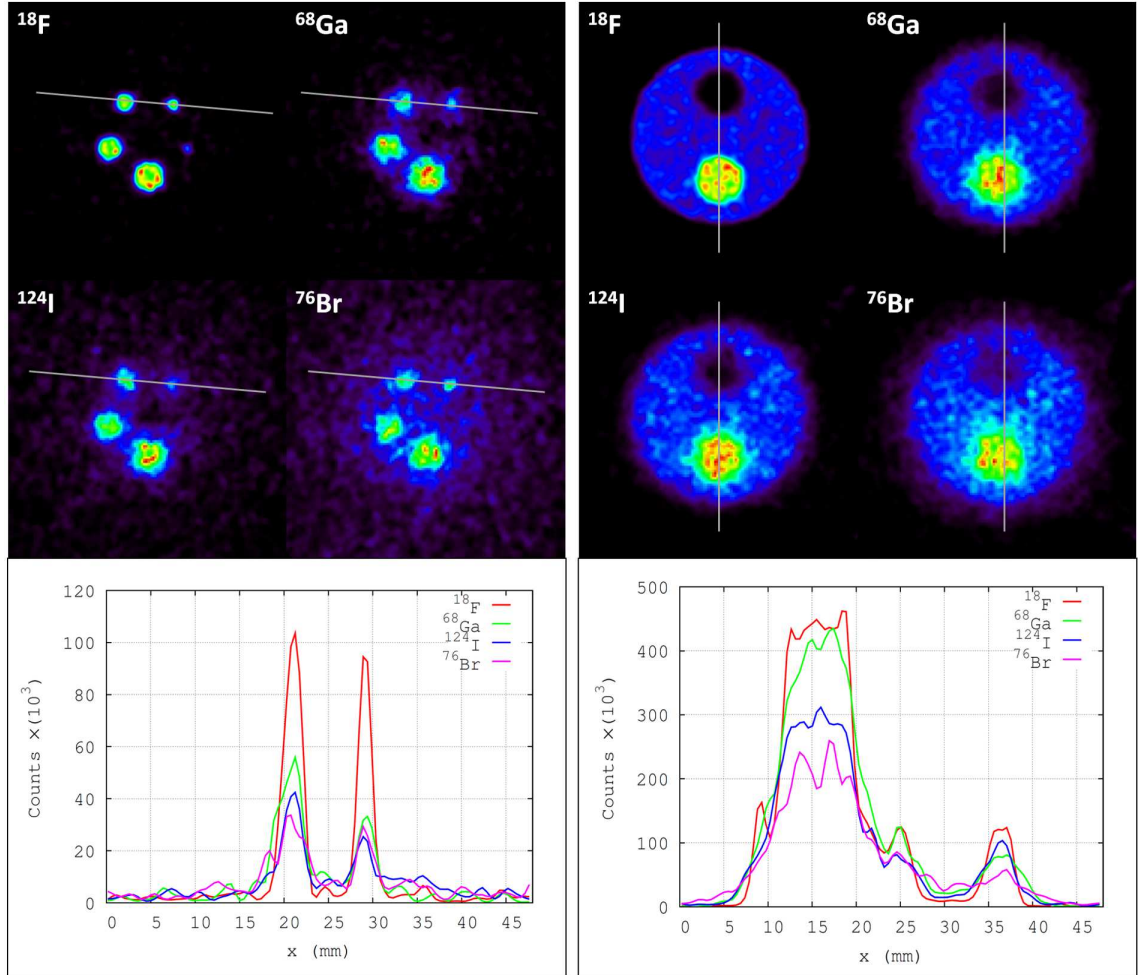 ¹⁸F ⁶⁸Ga
¹²⁴I ⁷⁶Br
120
100
80
60
40
20
0
Counts ×(10³)
¹⁸F
⁶⁸Ga
¹²⁴I
⁷⁶Br
0 5 10 15 20 25 30 35 40 45
x (mm)
¹⁸F ⁶⁸Ga
¹²⁴I ⁷⁶Br
500
400
300
200
100
0
Counts ×(10³)
¹⁸F
⁶⁸Ga
¹²⁴I
⁷⁶Br
0 5 10 15 20 25 30 35 40 45
x (mm)